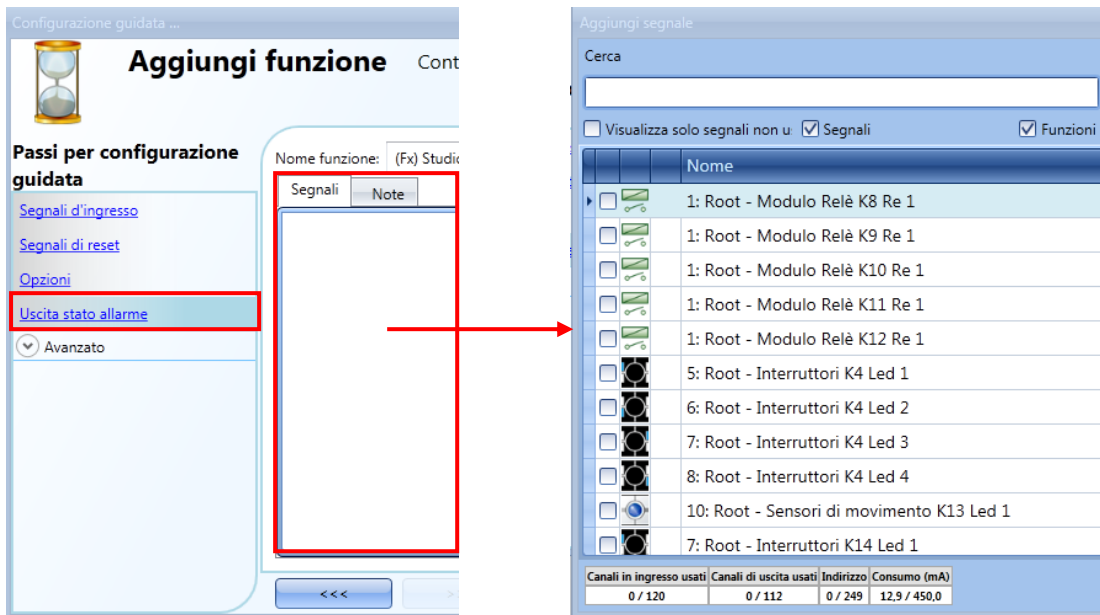 Configurazione guidata ...
Aggiungi funzione Cont
Passi per configurazione
guidata
Segnali d'ingresso
Segnali di reset
Opzioni
Uscita stato allarme
Avanzato
Nome funzione: (Fx) Studio
Segnali Note
<<<
Aggiungi segnale
Cerca
Visualizza solo segnali non u Segnali Funzioni
Nome
1: Root - Modulo Relè K8 Re 1
1: Root - Modulo Relè K9 Re 1
1: Root - Modulo Relè K10 Re 1
1: Root - Modulo Relè K11 Re 1
1: Root - Modulo Relè K12 Re 1
5: Root - Interruttori K4 Led 1
6: Root - Interruttori K4 Led 2
7: Root - Interruttori K4 Led 3
8: Root - Interruttori K4 Led 4
10: Root - Sensori di movimento K13 Led 1
7: Root - Interruttori K14 Led 1
Canali in ingresso usati Canali di uscita usati Indirizzo Consumo (mA)
0 / 120 0 / 112 0 / 249 12,9 / 450,0